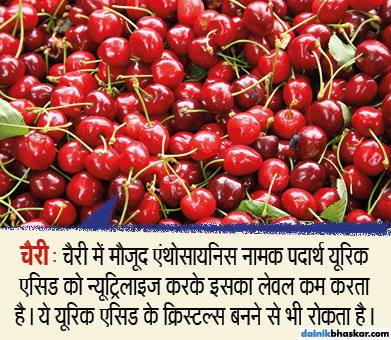 चैरी : चैरी में मौजूद एंथोसायनिस नामक पदार्थ यूरिक
एसिड को न्यूट्रिलाइज करके इसका लेवल कम करता
है। ये यूरिक एसिड के क्रिस्टल्स बनने से भी रोकता है।
dainikbhaskar.com